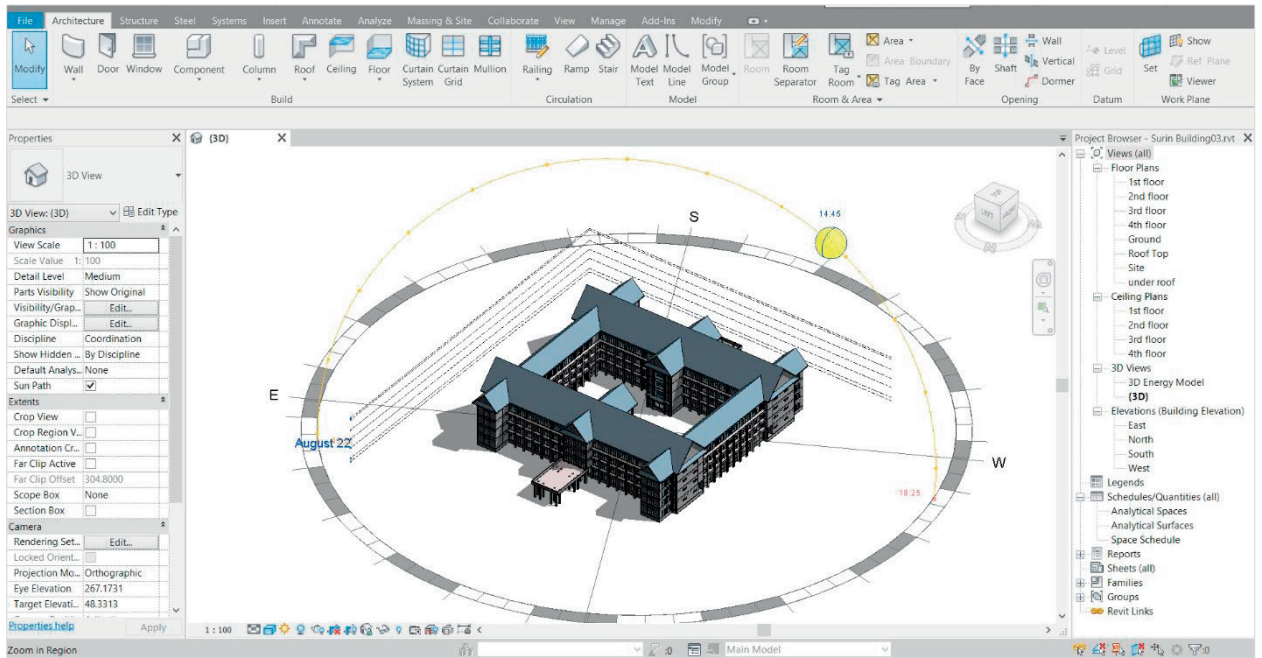 File Architecture Structure Steel Systems Insert Annotate Analyze Massing & Site Collaborate View Manage Add-Ins Modify
Modify Wall Door Window Component Column Roof Ceiling Floor Curtain System Curtain Grid Mullion Railing Ramp Stair Model Text Model Line Model Group Room Room Separator Tag Room Area Area Boundary Tag Area By Face Shaft Wall Vertical Dormer Level Grid Set Show Ref Plane Viewer
Select Build Circulation Model Room & Area Opening Datum Work Plane
Properties
3D View
3D View: {3D} Edit Type
Graphics
View Scale 1 : 100
Scale Value 1: 100
Detail Level Medium
Parts Visibility Show Original
Visibility/Grap... Edit...
Graphic Displ... Edit...
Discipline Coordination
Show Hidden ... By Discipline
Default Analys... None
Sun Path
Extents
Crop View
Crop Region V...
Annotation Cr...
Far Clip Active
Far Clip Offset 304.8000
Scope Box None
Section Box
Camera
Rendering Set... Edit...
Locked Orient...
Projection Mo... Orthographic
Eye Elevation 267.1731
Target Elevati... 48.3313
Properties help Apply
Zoom in Region
{3D}
S
14:45
E
August 22
W
18:25
TOP
LEFT
N
1 : 100
:0 Main Model
Project Browser - Surin Building03.rvt
Views (all)
Floor Plans
1st floor
2nd floor
3rd floor
4th floor
Ground
Roof Top
Site
under roof
Ceiling Plans
1st floor
2nd floor
3rd floor
4th floor
3D Views
3D Energy Model
{3D}
Elevations (Building Elevation)
East
North
South
West
Legends
Schedules/Quantities (all)
Analytical Spaces
Analytical Surfaces
Space Schedule
Reports
Sheets (all)
Families
Groups
Revit Links
:0